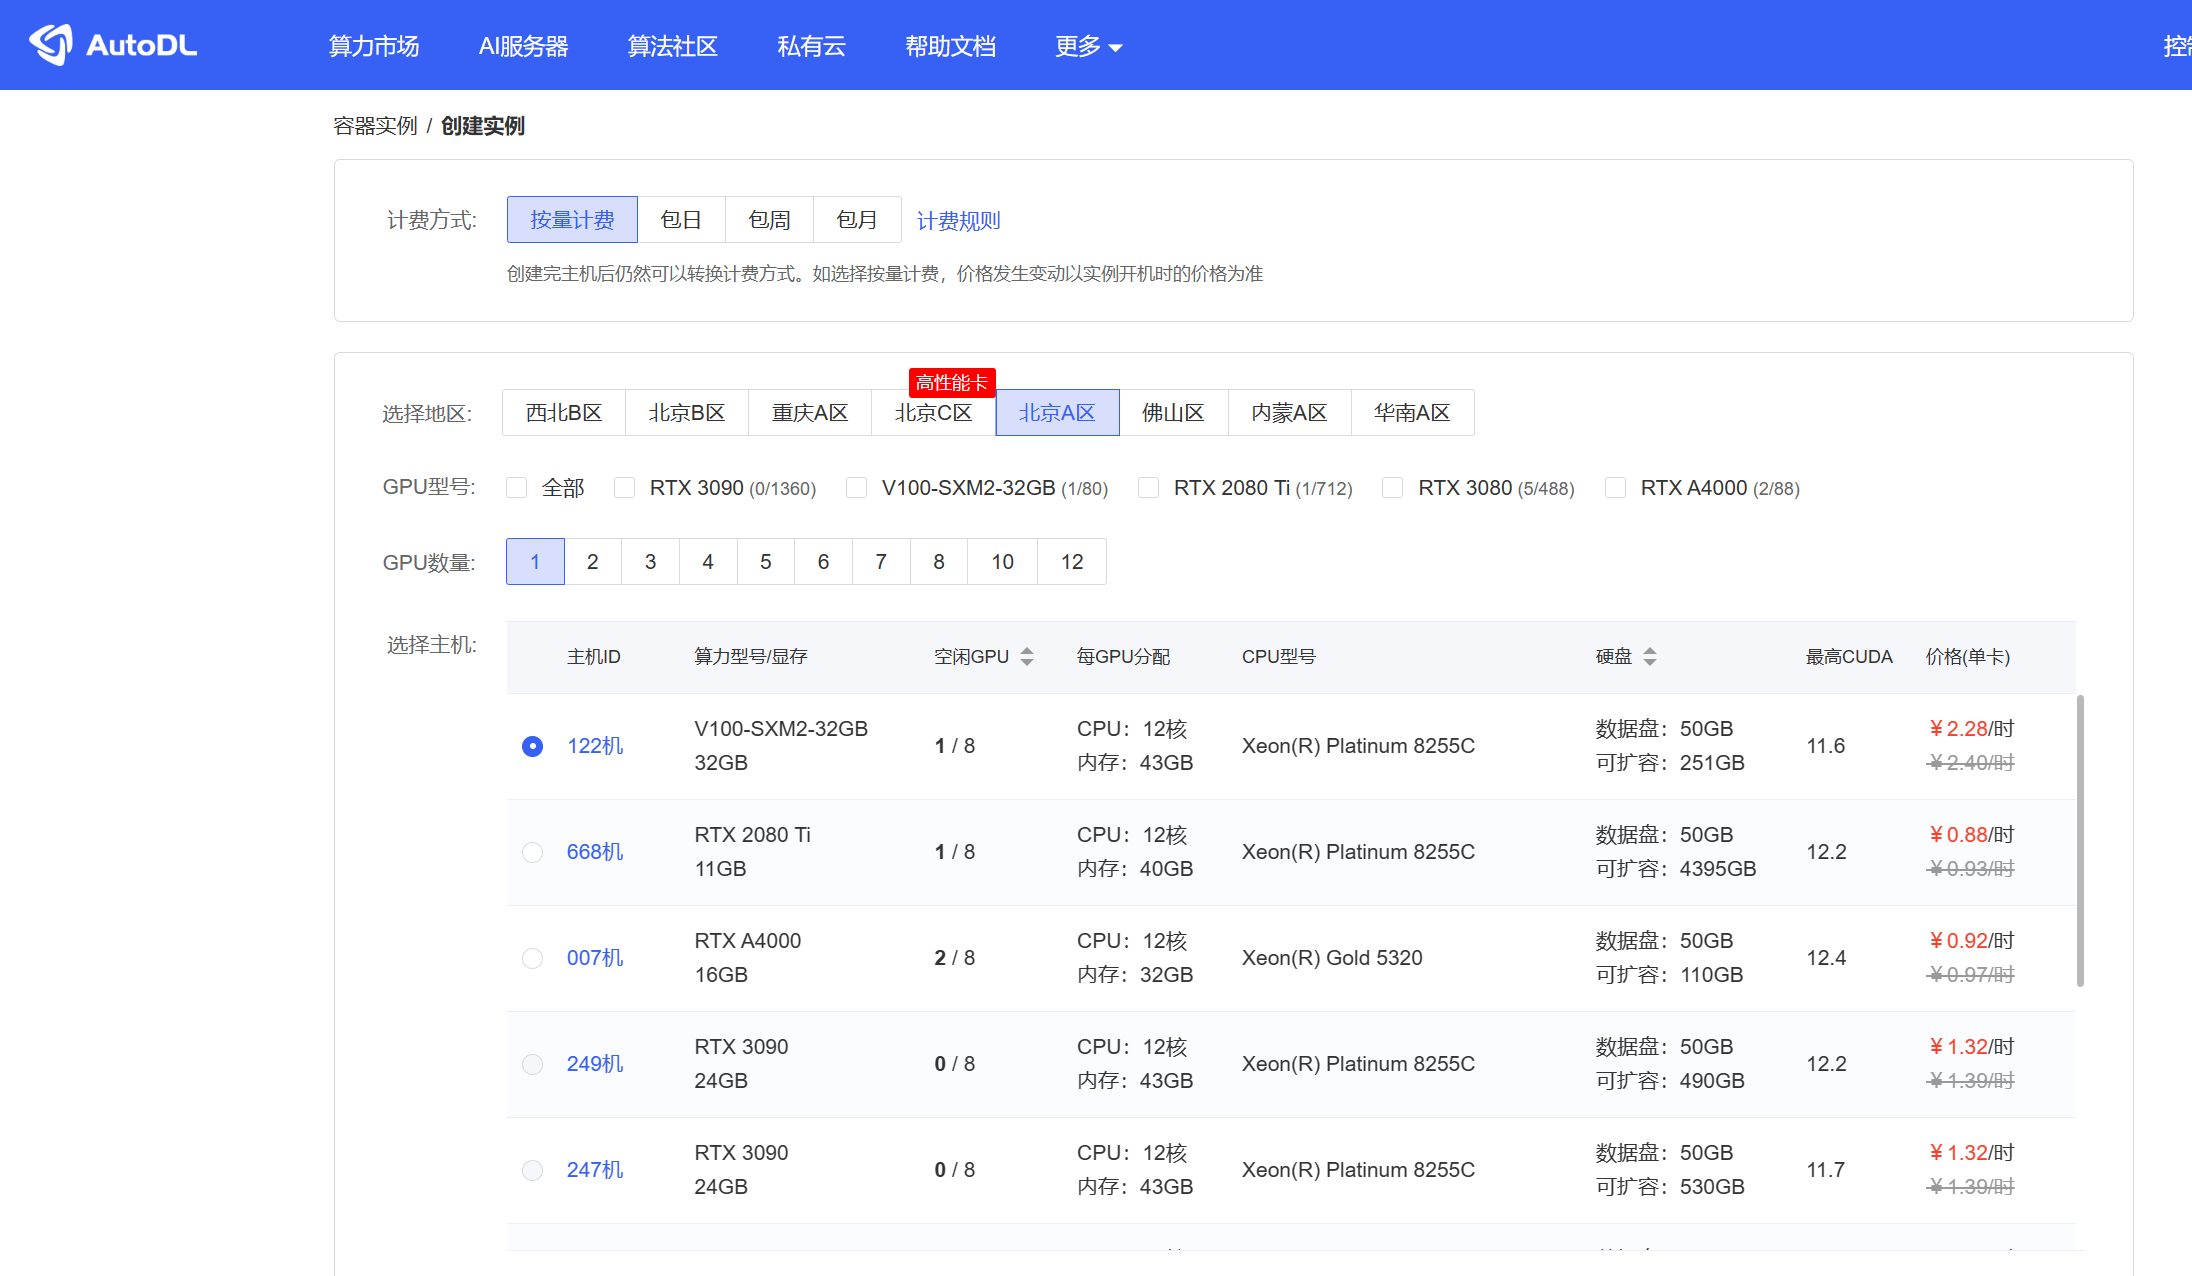 AutoDL 算力市场 AI服务器 算法社区 私有云 帮助文档 更多
容器实例 / 创建实例
计费方式: 按量计费 包日 包周 包月 计费规则
创建完主机后仍然可以转换计费方式。如选择按量计费，价格发生变动以实例开机时的价格为准
高性能卡
选择地区: 西北B区 北京B区 重庆A区 北京C区 北京A区 佛山区 内蒙A区 华南A区
GPU型号: 全部 RTX 3090 (0/1360) V100-SXM2-32GB (1/80) RTX 2080 Ti (1/712) RTX 3080 (5/488) RTX A4000 (2/88)
GPU数量: 1 2 3 4 5 6 7 8 10 12
选择主机:
主机ID 算力型号/显存 空闲GPU 每GPU分配 CPU型号 硬盘 最高CUDA 价格(单卡)
V100-SXM2-32GB CPU：12核 数据盘：50GB ￥2.28/时
122机 1 / 8 Xeon(R) Platinum 8255C 11.6
32GB 内存：43GB 可扩容：251GB ￥2.40/时
RTX 2080 Ti CPU：12核 数据盘：50GB ￥0.88/时
668机 1 / 8 Xeon(R) Platinum 8255C 12.2
11GB 内存：40GB 可扩容：4395GB ￥0.93/时
RTX A4000 CPU：12核 数据盘：50GB ￥0.92/时
007机 2 / 8 Xeon(R) Gold 5320 12.4
16GB 内存：32GB 可扩容：110GB ￥0.97/时
RTX 3090 CPU：12核 数据盘：50GB ￥1.32/时
249机 0 / 8 Xeon(R) Platinum 8255C 12.2
24GB 内存：43GB 可扩容：490GB ￥1.39/时
RTX 3090 CPU：12核 数据盘：50GB ￥1.32/时
247机 0 / 8 Xeon(R) Platinum 8255C 11.7
24GB 内存：43GB 可扩容：530GB ￥1.39/时